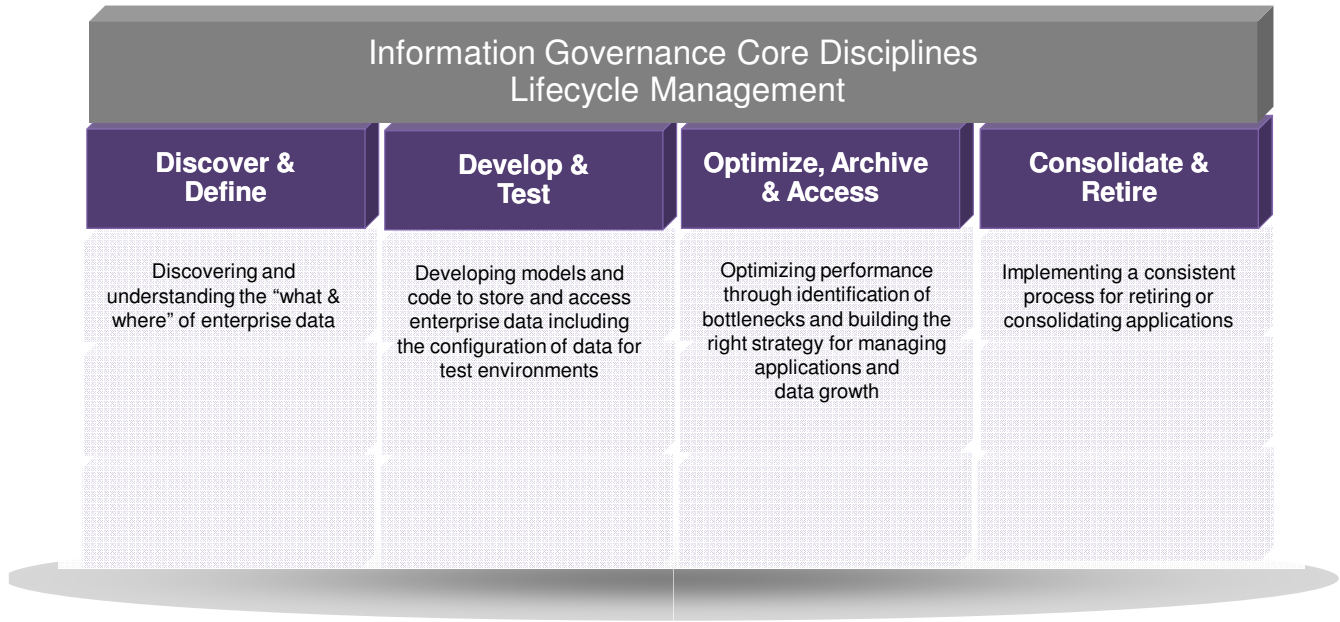 Information Governance Core Disciplines
Lifecycle Management
Discover &
Define
Develop &
Test
Optimize, Archive
& Access
Consolidate &
Retire
Discovering and
understanding the “what &
where” of enterprise data
Developing models and
code to store and access
enterprise data including
the configuration of data for
test environments
Optimizing performance
through identification of
bottlenecks and building the
right strategy for managing
applications and
data growth
Implementing a consistent
process for retiring or
consolidating applications